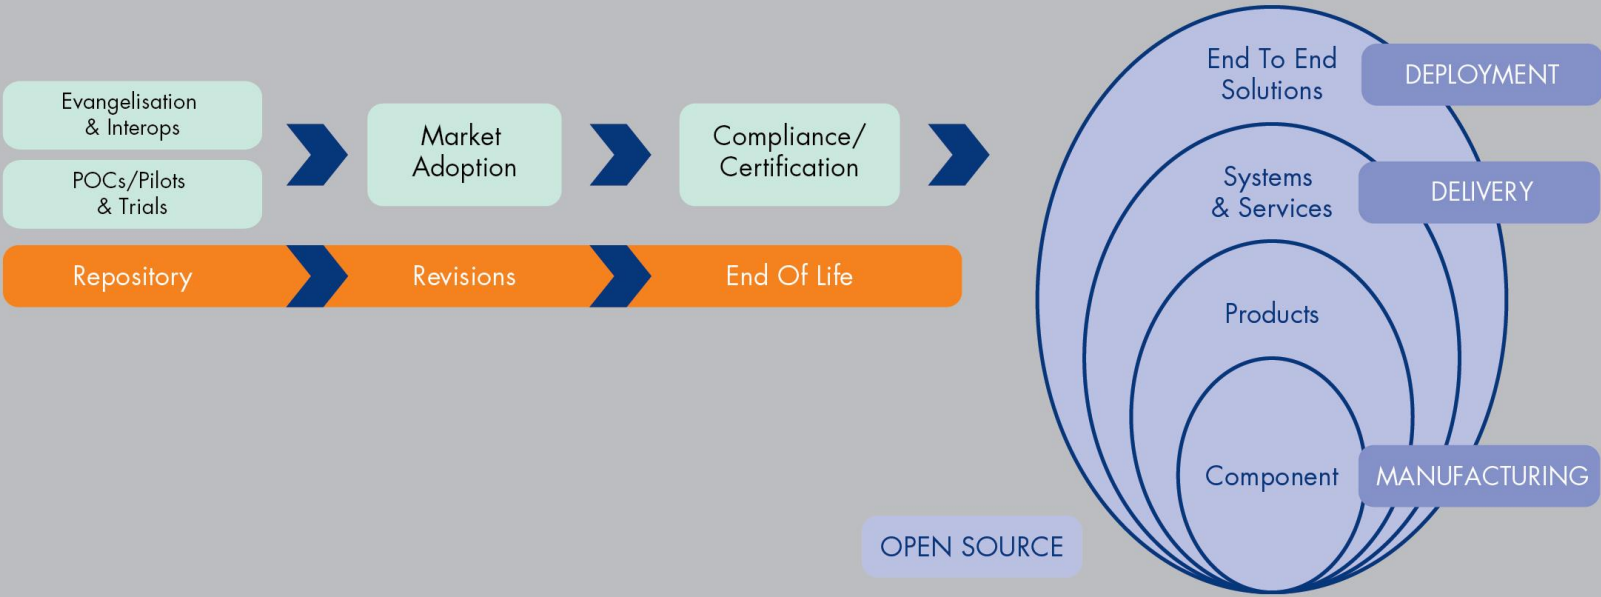 Evangelisation
& Interops
POCs/Pilots
& Trials
Market
Adoption
Compliance/
Certification
Repository
Revisions
End Of Life
End To End
Solutions
DEPLOYMENT
Systems
& Services
DELIVERY
Products
Component
MANUFACTURING
OPEN SOURCE